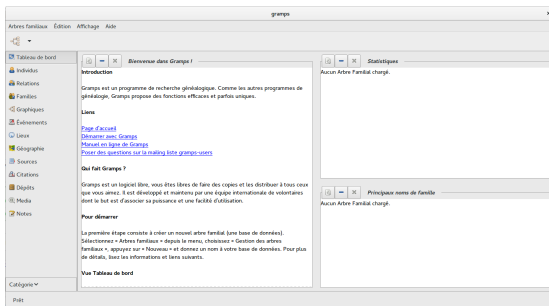 gramps
Arbres familiaux Édition Affichage Aide
Tableau de bord
Individus
Relations
Familles
Graphiques
Événements
Lieux
Géographie
Sources
Citations
Dépôts
Media
Notes
Catégorie
Prêt
Bienvenue dans Gramps !
Introduction
Gramps est un programme de recherche généalogique. Comme les autres programmes de
généalogie, Gramps propose des fonctions efficaces et parfois uniques.
Liens
Page d'accueil
Démarrer avec Gramps
Manuel en ligne de Gramps
Poser des questions sur la mailing liste gramps-users
Qui fait Gramps ?
Gramps est un logiciel libre, vous êtes libres de faire des copies et les distribuer à tous ceux
que vous aimez. Il est développé et maintenu par une équipe internationale de volontaires
dont le but est d'associer sa puissance et une facilité d'utilisation.
Pour démarrer
La première étape consiste à créer un nouvel arbre familial (une base de données).
Sélectionnez « Arbres familiaux » depuis le menu, choisissez « Gestion des arbres
familiaux », appuyez sur « Nouveau » et donnez un nom à votre base de données. Pour plus
de détails, lisez les informations et liens suivants.
Vue Tableau de bord
Statistiques
Aucun Arbre Familial chargé.
Principaux noms de famille
Aucun Arbre Familial chargé.